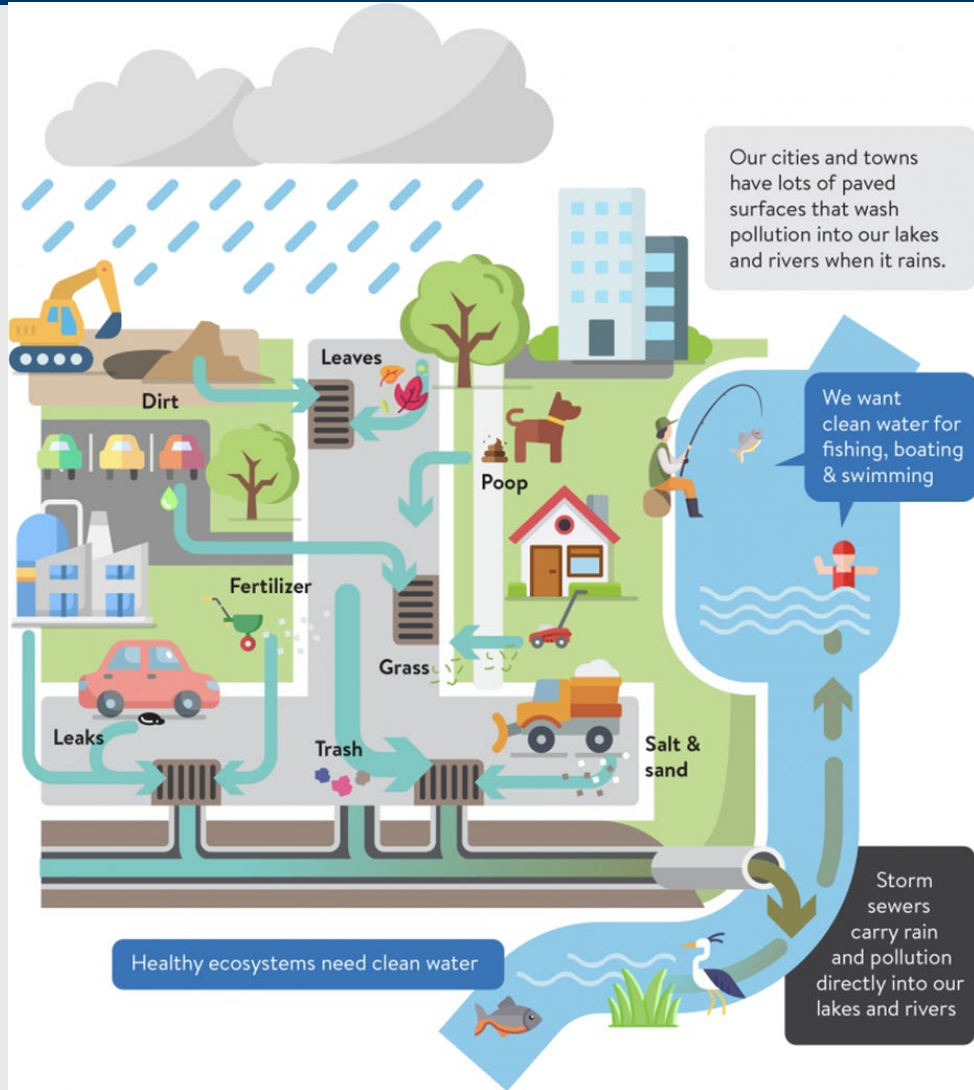 Our cities and towns
have lots of paved
surfaces that wash
pollution into our lakes
and rivers when it rains.
Leaves
Dirt
We want
clean water for
fishing, boating
& swimming
Poop
Fertilizer
Grass
Leaks
Trash
Salt &
sand
Storm
sewers
carry rain
and pollution
directly into our
lakes and rivers
Healthy ecosystems need clean water